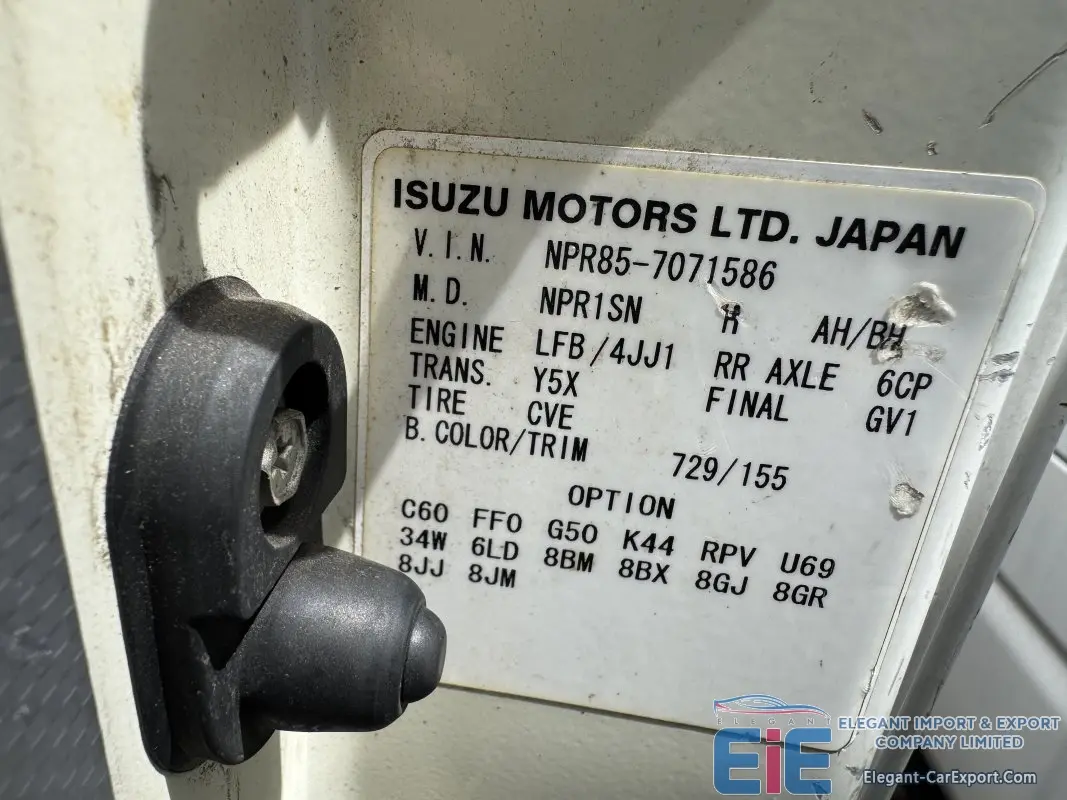 ISUZU MOTORS LTD. JAPAN
V.I.N. NPR85-7071586
M.D. NPR1SN H AH/BH
ENGINE LFB/4JJ1 RR AXLE 6CP
TRANS. Y5X FINAL GV1
TIRE CVE
B.COLOR/TRIM 729/155
OPTION
C60 FF0 G50 K44 RPV U69
34W 6LD 8BM 8BX 8GJ 8GR
8JJ 8JM
ELEGANT
EiE
ELEGANT IMPORT & EXPORT
COMPANY LIMITED
Elegant-CarExport.Com